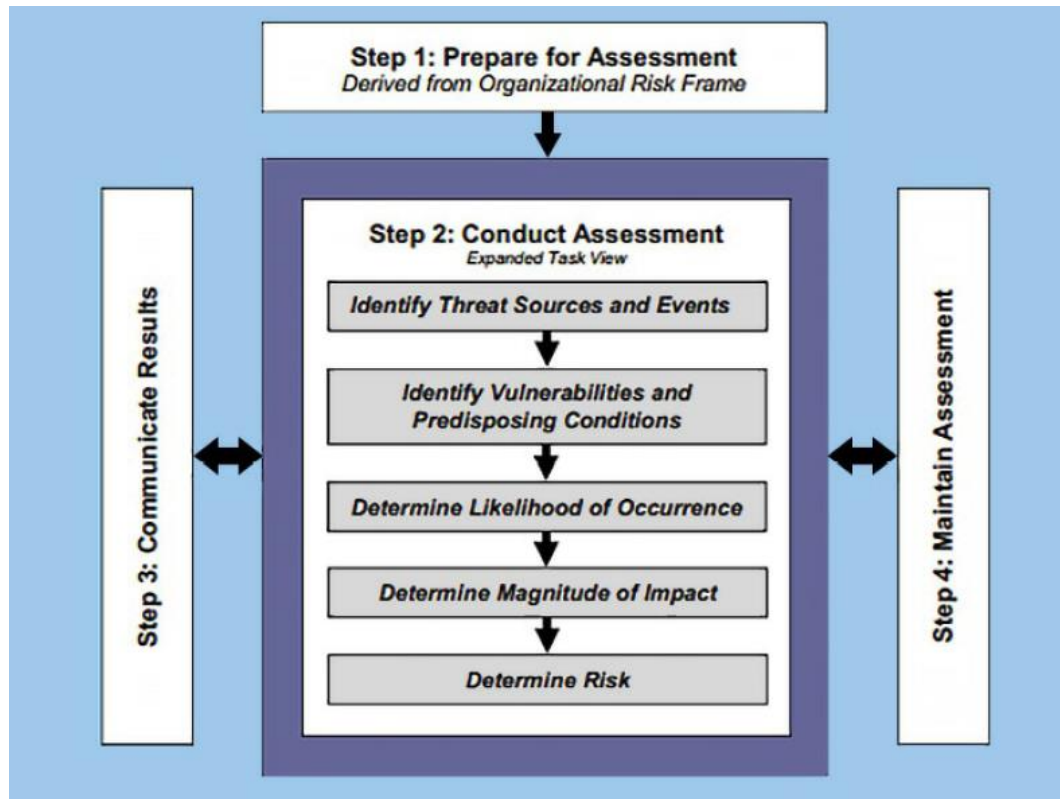 Step 1: Prepare for Assessment
Derived from Organizational Risk Frame
Step 2: Conduct Assessment
Expanded Task View
Identify Threat Sources and Events
Identify Vulnerabilities and
Predisposing Conditions
Determine Likelihood of Occurrence
Determine Magnitude of Impact
Determine Risk
Step 3: Communicate Results
Step 4: Maintain Assessment